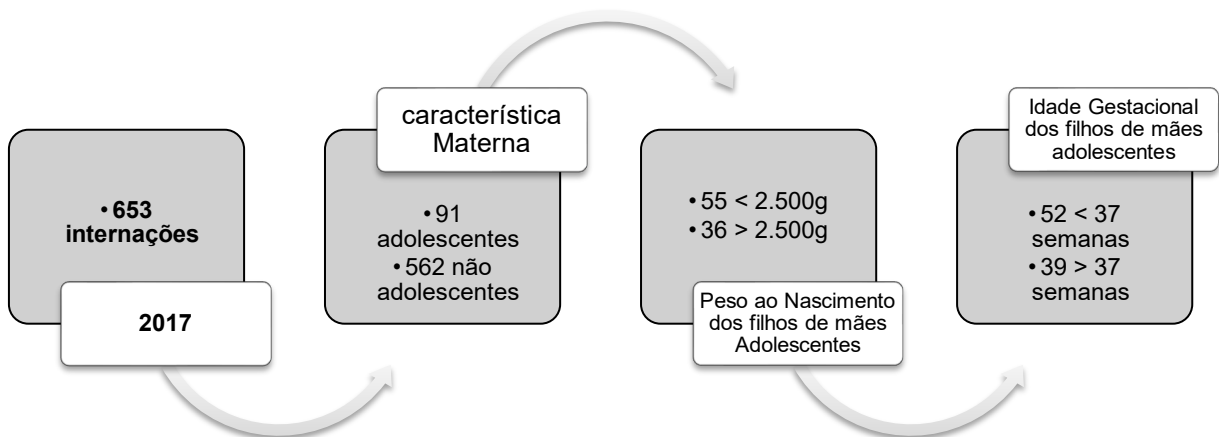 • 653
internações
2017
característica
Materna
• 91
adolescentes
• 562 não
adolescentes
• 55 < 2.500g
• 36 > 2.500g
Peso ao Nascimento
dos filhos de mães
Adolescentes
Idade Gestacional
dos filhos de mães
adolescentes
• 52 < 37
semanas
• 39 > 37
semanas